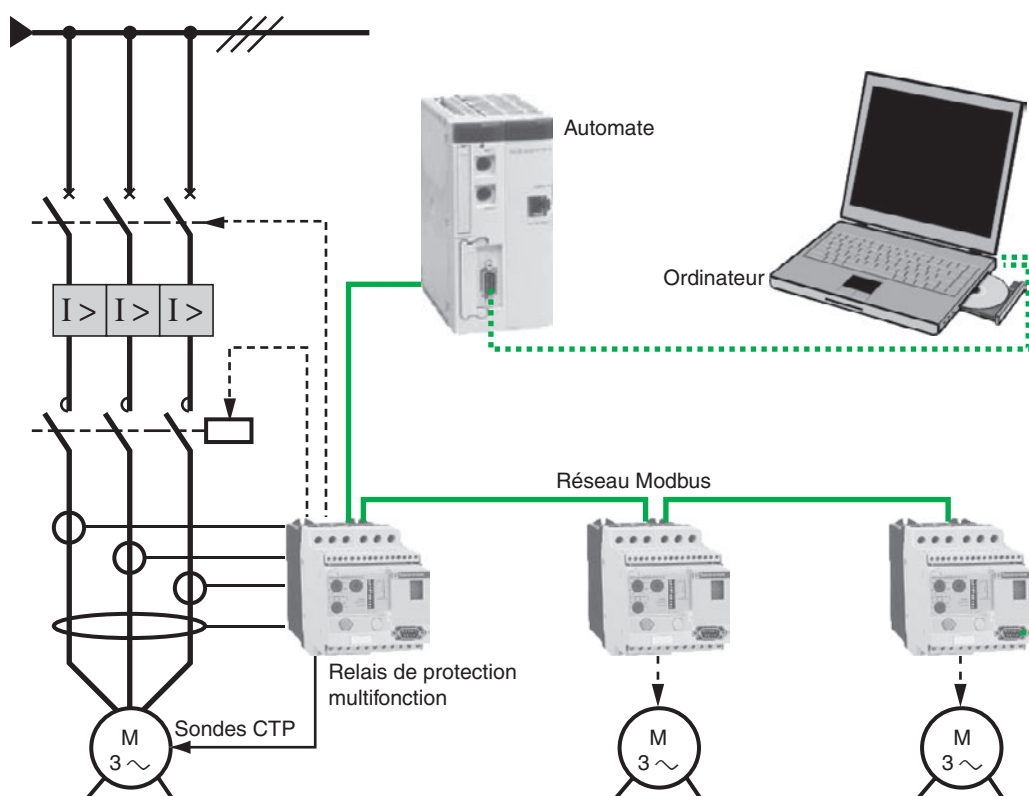 Automate
Ordinateur
I > I > I >
Réseau Modbus
Relais de protection
multifonction
Sondes CTP
M
3 ~
M
3 ~
M
3 ~